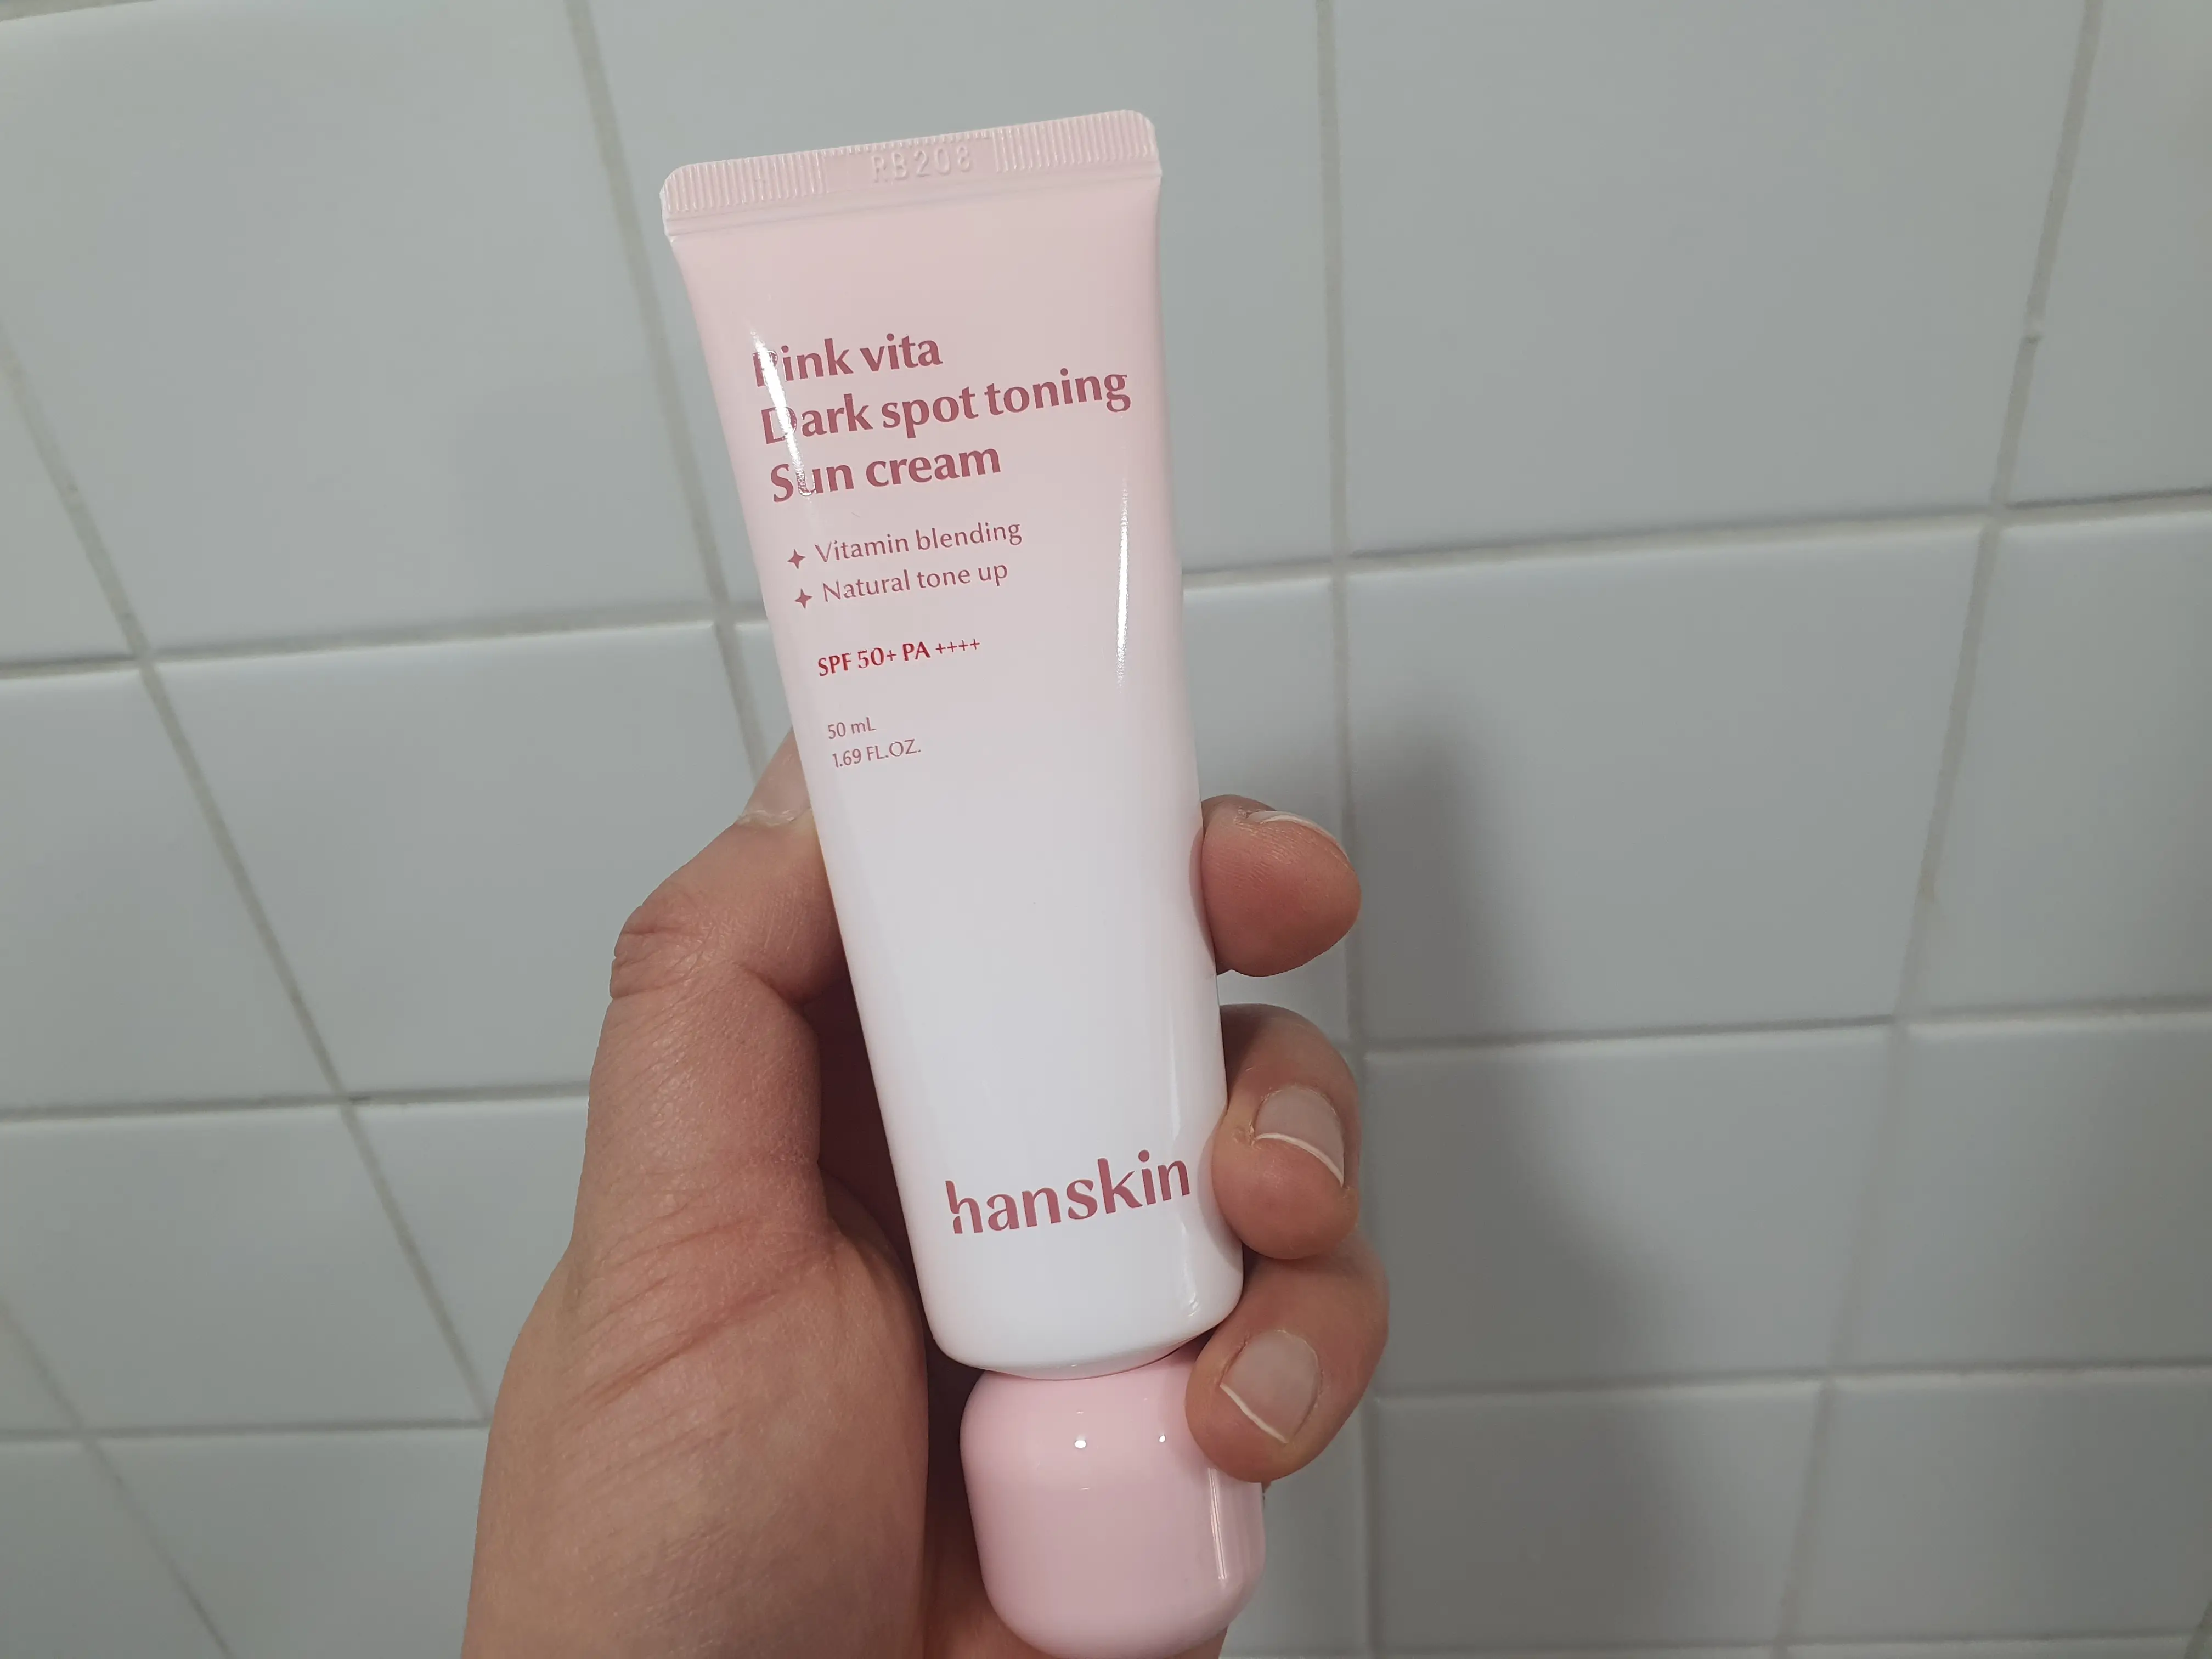 RB208
Pink vita
Dark spot toning
Sun cream
✦ Vitamin blending
✦ Natural tone up
SPF 50+ PA ++++
50 mL
1.69 FL.OZ.
hanskin